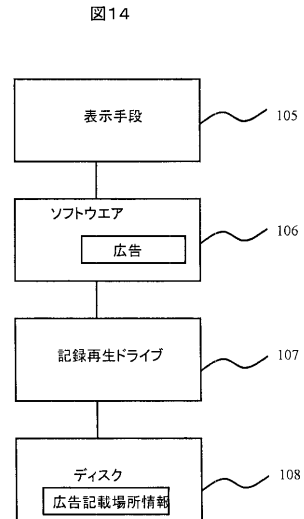 図14
表示手段
105
ソフトウエア
106
広告
記録再生ドライブ
107
ディスク
108
広告記載場所情報